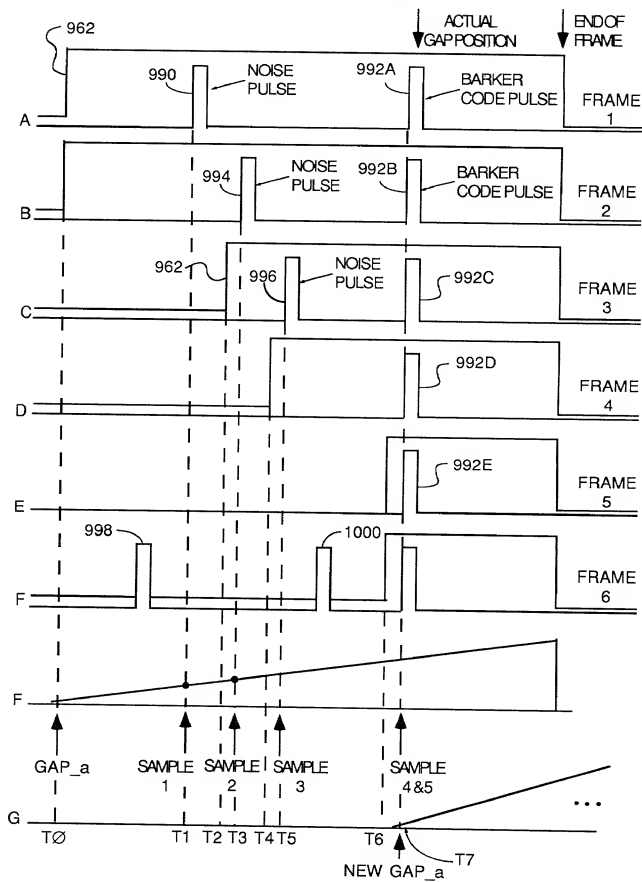 ACTUAL
GAP POSITION
END OF
FRAME
962
990
NOISE
PULSE
992A
BARKER
CODE PULSE
FRAME
1
A
994
NOISE
PULSE
992B
BARKER
CODE PULSE
FRAME
2
B
962
996
NOISE
PULSE
992C
FRAME
3
C
992D
FRAME
4
D
992E
FRAME
5
E
998
1000
FRAME
6
F
F
GAP_a
SAMPLE
1
SAMPLE
2
SAMPLE
3
SAMPLE
4&5
G
TØ
T1
T2
T3
T4
T5
T6
T7
...
NEW GAP_a